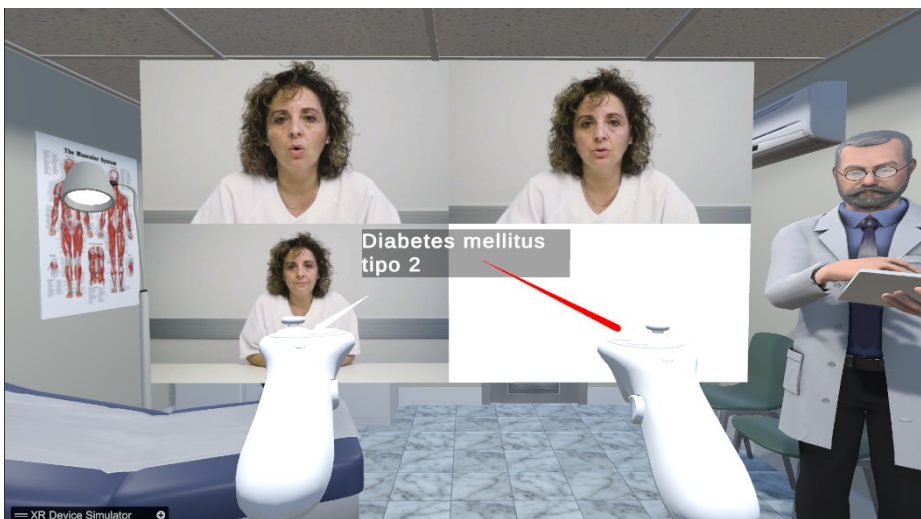 The Muscular System
Diabetes mellitus
tipo 2
XR Device Simulator